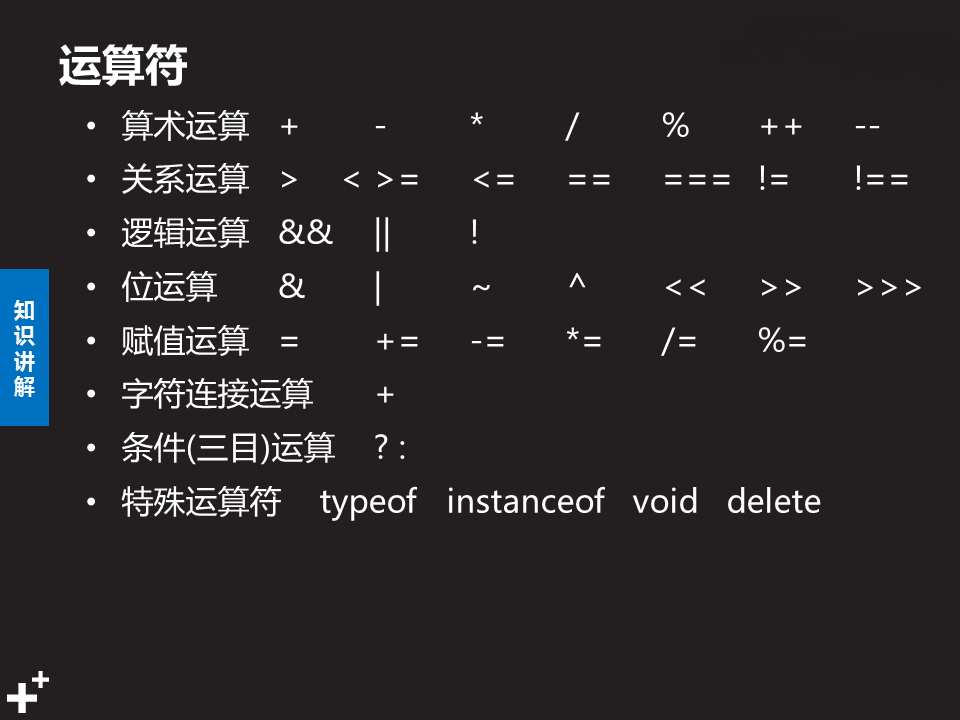 运算符
• 算术运算 + - * / % ++ --
• 关系运算 > < >= <= == === != !==
• 逻辑运算 && || !
• 位运算 & | ~ ^ << >> >>>
• 赋值运算 = += -= *= /= %=
• 字符连接运算 +
• 条件(三目)运算 ? :
• 特殊运算符 typeof instanceof void delete
知识讲解